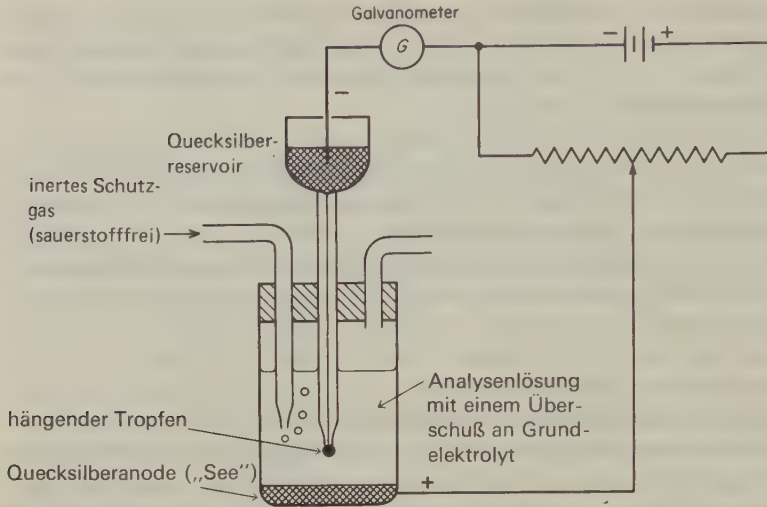 Galvanometer
G
− +
−
Quecksilber-
reservoir
inertes Schutz-
gas
(sauerstofffrei)
Analysenlösung
mit einem Über-
schuß an Grund-
elektrolyt
hängender Tropfen
Quecksilberanode („See")
+